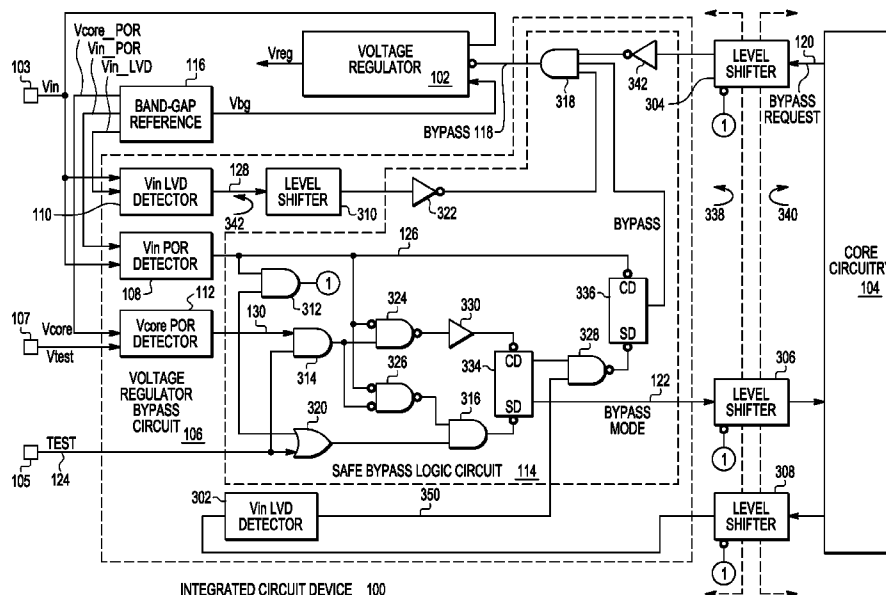 Vcore_POR
Vin_POR
Vin_LVD
103
Vin
116
BAND-GAP
REFERENCE
Vbg
Vreg
VOLTAGE
REGULATOR
102
BYPASS 118
318
342
304
LEVEL
SHIFTER
120
BYPASS
REQUEST
1
Vin LVD
DETECTOR
110
128
342
LEVEL
SHIFTER
310
322
BYPASS
338
340
CORE
CIRCUITRY
104
Vin POR
DETECTOR
108
126
312
1
336
CD
SD
107
Vcore
Vtest
112
Vcore POR
DETECTOR
130
314
324
330
334
CD
SD
328
326
316
320
122
BYPASS
MODE
306
LEVEL
SHIFTER
1
VOLTAGE
REGULATOR
BYPASS
CIRCUIT
106
105
TEST
124
SAFE BYPASS LOGIC CIRCUIT 114
302
Vin LVD
DETECTOR
350
308
LEVEL
SHIFTER
1
INTEGRATED CIRCUIT DEVICE 100